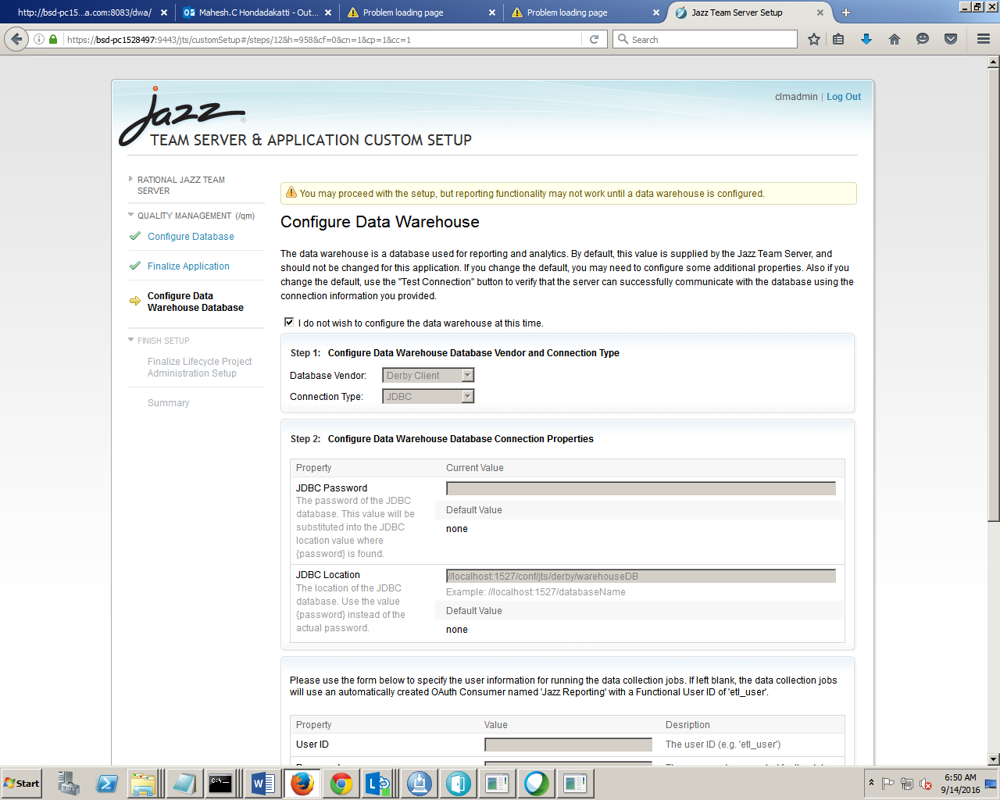 http://bsd-pc15...a.com:8083/dwa/
Mahesh.C Hondadakatti - Out...
Problem loading page
Problem loading page
Jazz Team Server Setup
https://bsd-pc1528497:9443/jts/customSetup#/steps/12&h=958&cf=0&cn=1&cp=1&cc=1
Search
clmadmin | Log Out
jazz
TEAM SERVER & APPLICATION CUSTOM SETUP
RATIONAL JAZZ TEAM
SERVER
QUALITY MANAGEMENT (/qm)
Configure Database
Finalize Application
Configure Data
Warehouse Database
FINISH SETUP
Finalize Lifecycle Project
Administration Setup
Summary
You may proceed with the setup, but reporting functionality may not work until a data warehouse is configured.
Configure Data Warehouse
The data warehouse is a database used for reporting and analytics. By default, this value is supplied by the Jazz Team Server, and
should not be changed for this application. If you change the default, you may need to configure some additional properties. Also if you
change the default, use the "Test Connection" button to verify that the server can successfully communicate with the database using the
connection information you provided.
I do not wish to configure the data warehouse at this time.
Step 1: Configure Data Warehouse Database Vendor and Connection Type
Database Vendor: Derby Client
Connection Type: JDBC
Step 2: Configure Data Warehouse Database Connection Properties
Property Current Value
JDBC Password
The password of the JDBC
database. This value will be
substituted into the JDBC
location value where
{password} is found.
Default Value
none
JDBC Location
The location of the JDBC
database. Use the value
{password} instead of the
actual password.
//localhost:1527/conf/jts/derby/warehouseDB
Example: //localhost:1527/databaseName
Default Value
none
Please use the form below to specify the user information for running the data collection jobs. If left blank, the data collection jobs
will use an automatically created OAuth Consumer named 'Jazz Reporting' with a Functional User ID of 'etl_user'.
Property Value Desription
User ID The user ID (e.g. 'etl_user')
Start
6:50 AM
9/14/2016